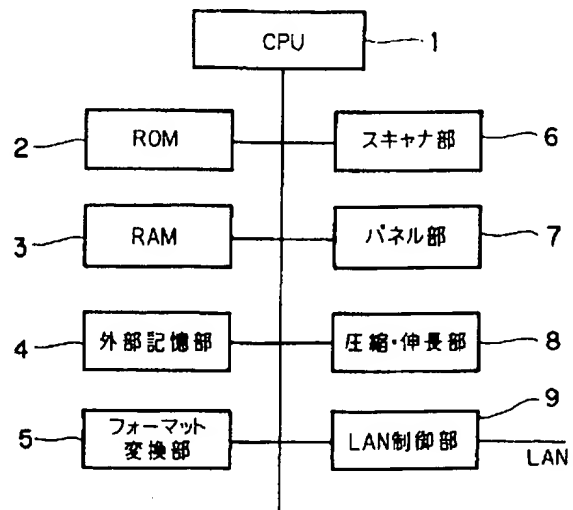 CPU
1
2
ROM
スキャナ部
6
3
RAM
パネル部
7
4
外部記憶部
圧縮・伸長部
8
5
フォーマット
変換部
LAN制御部
9
LAN